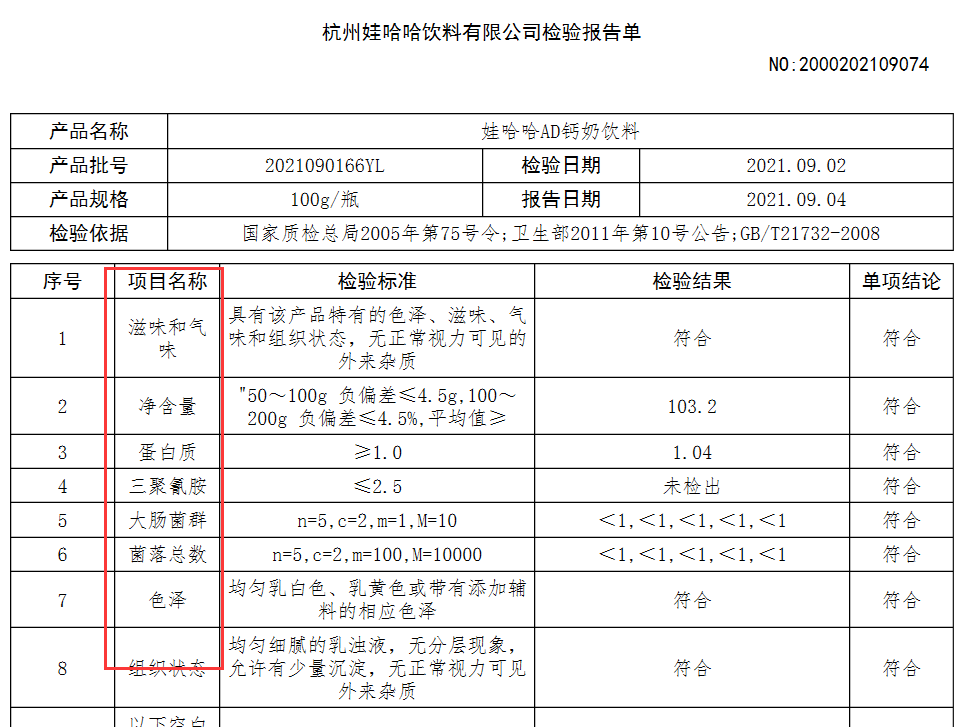 杭州娃哈哈饮料有限公司检验报告单
NO:2000202109074
产品名称 娃哈哈AD钙奶饮料
产品批号 2021090166YL 检验日期 2021.09.02
产品规格 100g/瓶 报告日期 2021.09.04
检验依据 国家质检总局2005年第75号令;卫生部2011年第10号公告;GB/T21732-2008
序号 项目名称 检验标准 检验结果 单项结论
1 滋味和气
味 具有该产品特有的色泽、滋味、气
味和组织状态，无正常视力可见的
外来杂质 符合 符合
2 净含量 "50～100g 负偏差≤4.5g,100～
200g 负偏差≤4.5%,平均值≥ 103.2 符合
3 蛋白质 ≥1.0 1.04 符合
4 三聚氰胺 ≤2.5 未检出 符合
5 大肠菌群 n=5,c=2,m=1,M=10 ＜1,＜1,＜1,＜1,＜1 符合
6 菌落总数 n=5,c=2,m=100,M=10000 ＜1,＜1,＜1,＜1,＜1 符合
7 色泽 均匀乳白色、乳黄色或带有添加辅
料的相应色泽 符合 符合
8 组织状态 均匀细腻的乳浊液，无分层现象，
允许有少量沉淀，无正常视力可见
外来杂质 符合 符合
以下空白